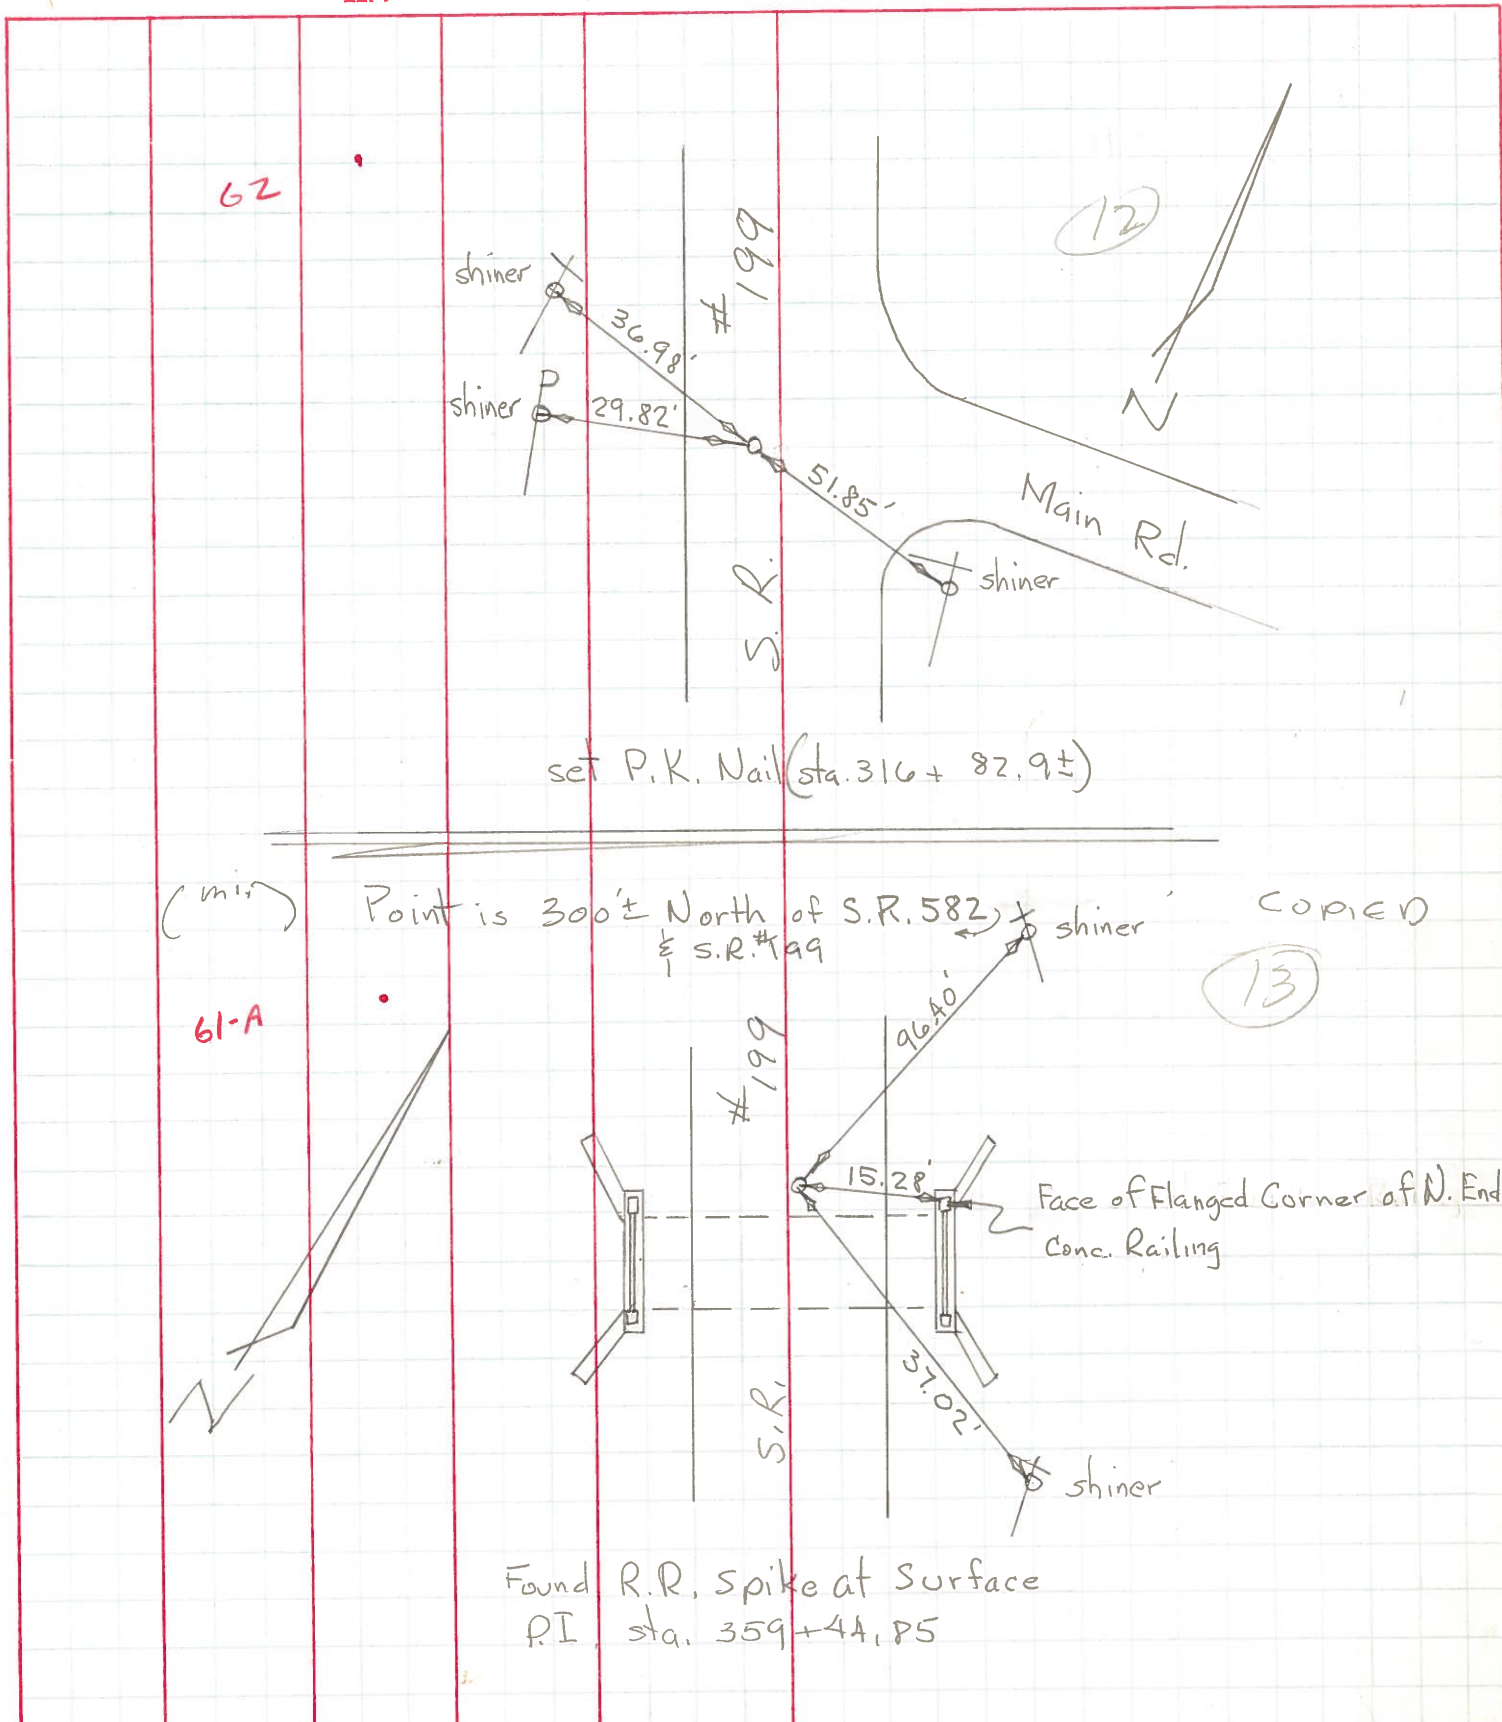 62
12
# 199
shiner
36.98'
P
shiner
29.82'
51.85'
Main Rd.
shiner
S. R.
N
set P.K. Nail (sta. 316 + 82.9±)
Point is 300'± North of S.R. 582
& S.R. #199
shiner
COPIED
13
61-A
96.40'
# 199
15.28'
Face of Flanged Corner of N. End
Conc. Railing
37.02'
N
S.R.
shiner
Found R.R. Spike at Surface
P.I. sta. 359+44.85